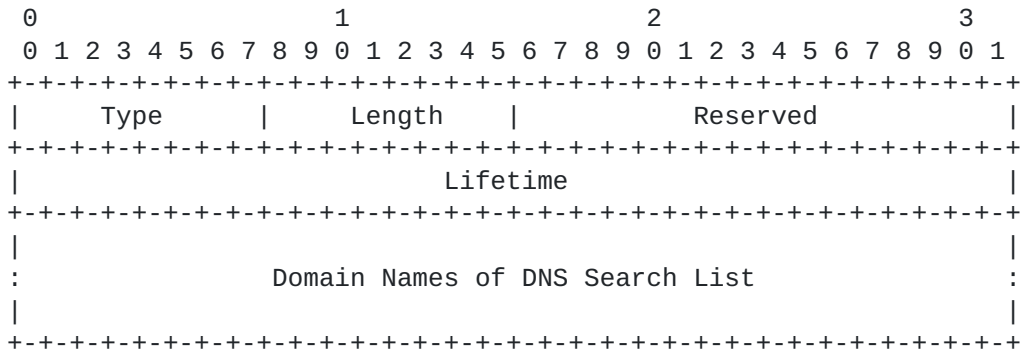 0                   1                   2                   3
 0 1 2 3 4 5 6 7 8 9 0 1 2 3 4 5 6 7 8 9 0 1 2 3 4 5 6 7 8 9 0 1
+-+-+-+-+-+-+-+-+-+-+-+-+-+-+-+-+-+-+-+-+-+-+-+-+-+-+-+-+-+-+-+-+
|     Type      |     Length    |           Reserved            |
+-+-+-+-+-+-+-+-+-+-+-+-+-+-+-+-+-+-+-+-+-+-+-+-+-+-+-+-+-+-+-+-+
|                           Lifetime                            |
+-+-+-+-+-+-+-+-+-+-+-+-+-+-+-+-+-+-+-+-+-+-+-+-+-+-+-+-+-+-+-+-+
|                                                               |
:                Domain Names of DNS Search List                :
|                                                               |
+-+-+-+-+-+-+-+-+-+-+-+-+-+-+-+-+-+-+-+-+-+-+-+-+-+-+-+-+-+-+-+-+